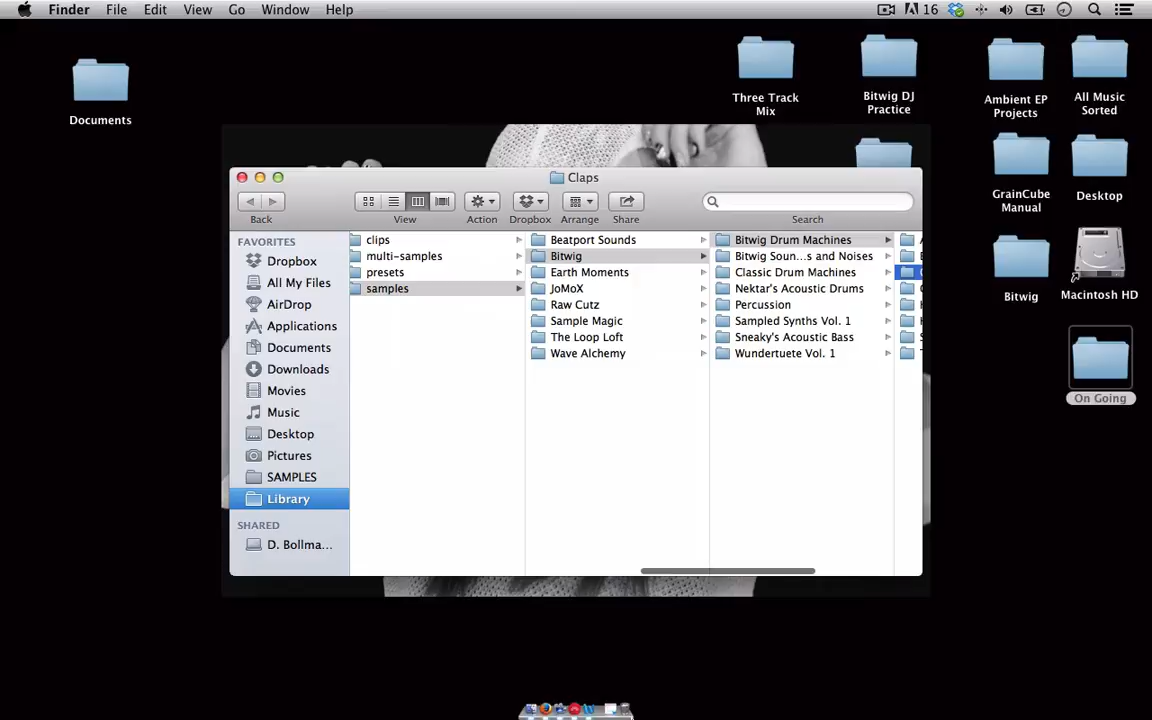 Finder File Edit View Go Window Help
16
Documents
Three Track
Mix
Bitwig DJ
Practice
Ambient EP
Projects
All Music
Sorted
GrainCube
Manual
Desktop
Bitwig
Macintosh HD
On Going
Claps
Back
View
Action
Dropbox
Arrange
Share
Search
FAVORITES
Dropbox
All My Files
AirDrop
Applications
Documents
Downloads
Movies
Music
Desktop
Pictures
SAMPLES
Library
SHARED
D. Bollma...
clips
multi-samples
presets
samples
Beatport Sounds
Bitwig
Earth Moments
JoMoX
Raw Cutz
Sample Magic
The Loop Loft
Wave Alchemy
Bitwig Drum Machines
Bitwig Soun...s and Noises
Classic Drum Machines
Nektar's Acoustic Drums
Percussion
Sampled Synths Vol. 1
Sneaky's Acoustic Bass
Wundertuete Vol. 1